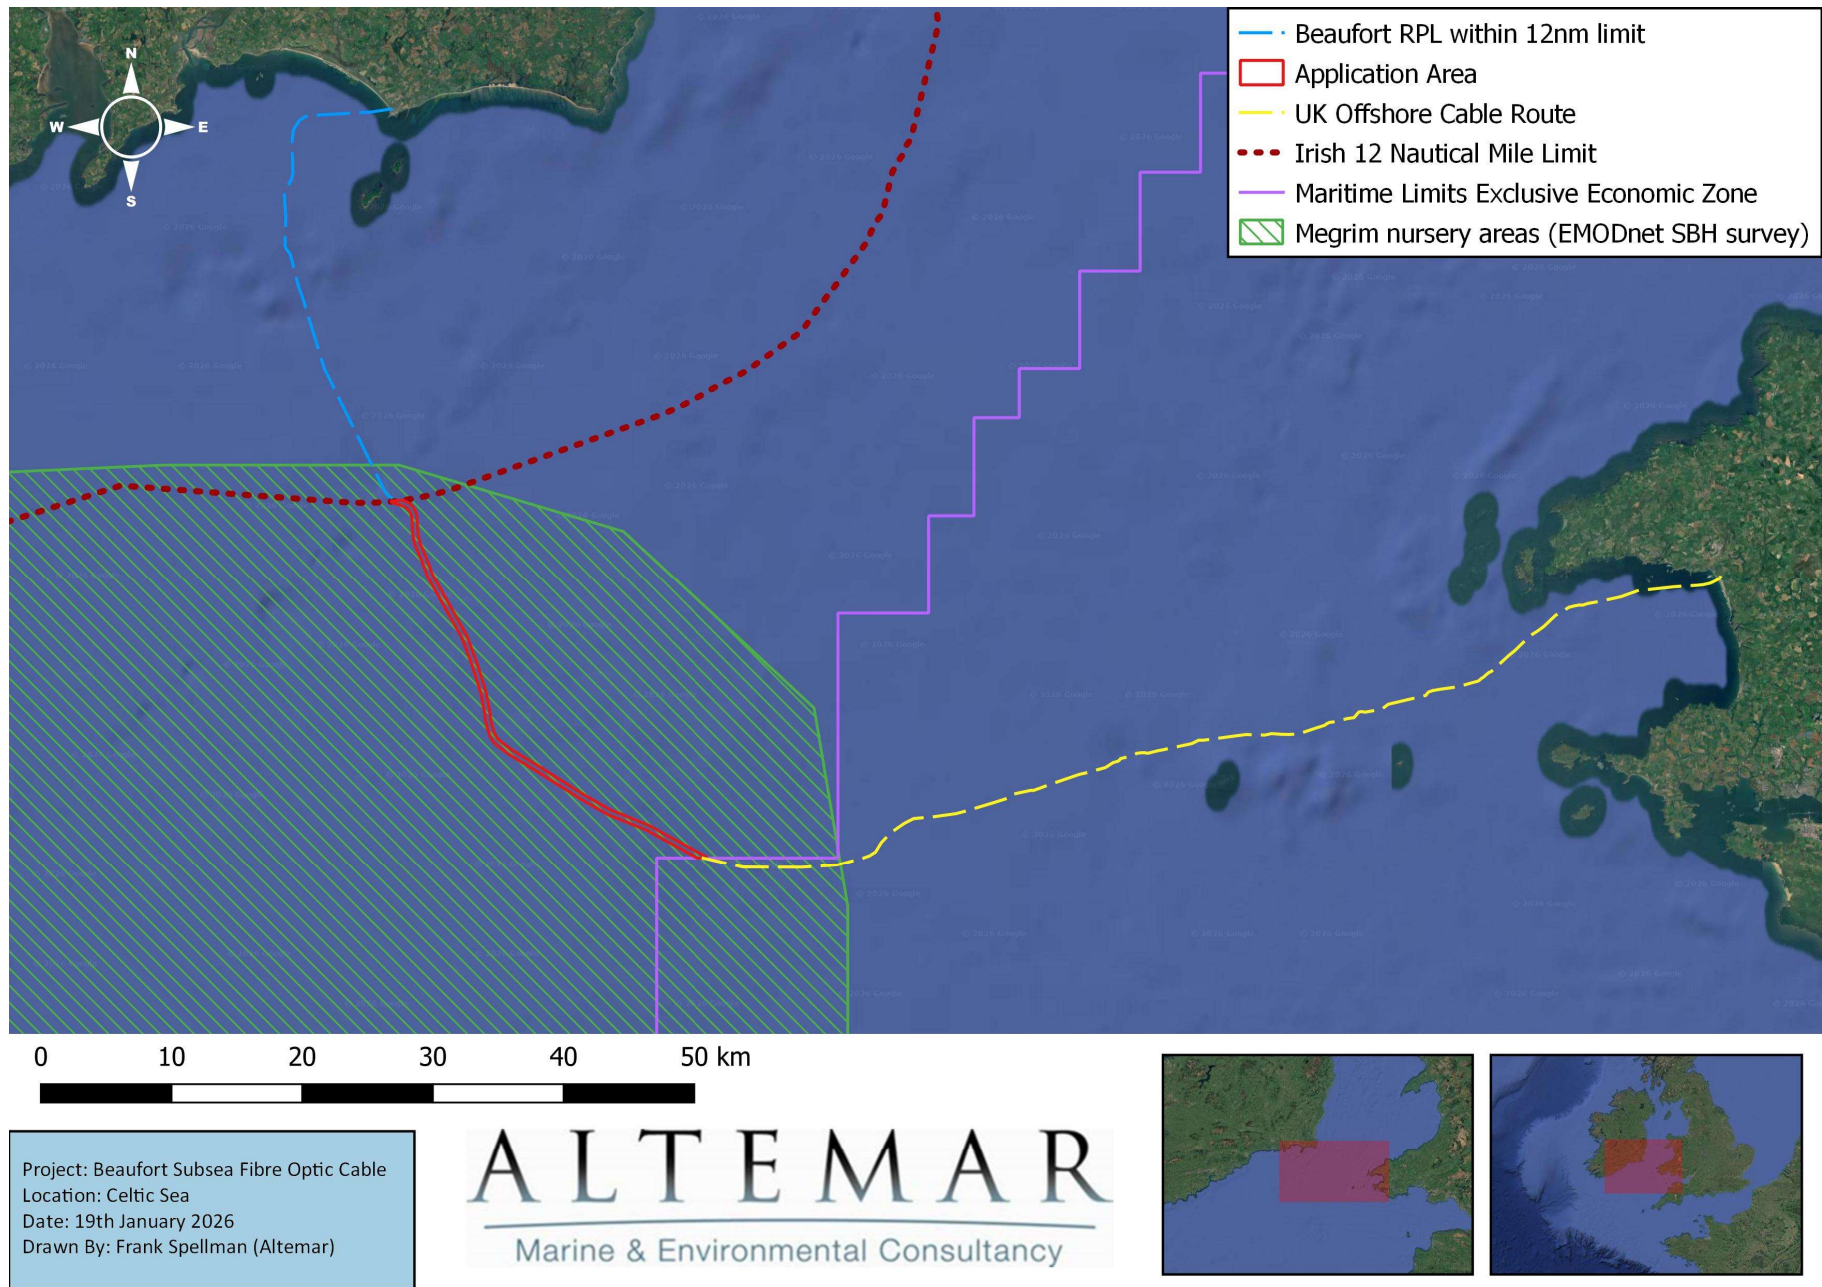 N
W E
S
Beaufort RPL within 12nm limit
Application Area
UK Offshore Cable Route
Irish 12 Nautical Mile Limit
Maritime Limits Exclusive Economic Zone
Megrim nursery areas (EMODnet SBH survey)
© 2026 Google
0 10 20 30 40 50 km
Project: Beaufort Subsea Fibre Optic Cable
Location: Celtic Sea
Date: 19th January 2026
Drawn By: Frank Spellman (Altemar)
ALTEMAR
Marine & Environmental Consultancy